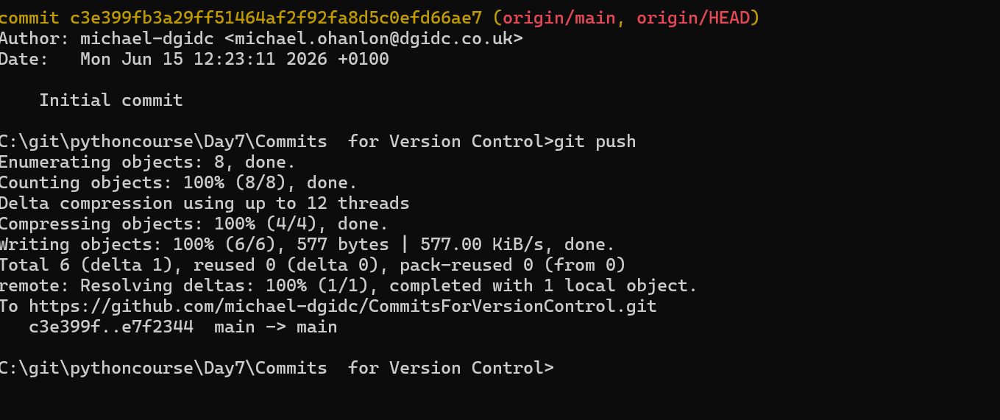 commit c3e399fb3a29ff51464af2f92fa8d5c0efd66ae7 (origin/main, origin/HEAD)
Author: michael-dgidc <michael.ohanlon@dgidc.co.uk>
Date:   Mon Jun 15 12:23:11 2026 +0100
    Initial commit
C:\git\pythoncourse\Day7\Commits  for Version Control>git push
Enumerating objects: 8, done.
Counting objects: 100% (8/8), done.
Delta compression using up to 12 threads
Compressing objects: 100% (4/4), done.
Writing objects: 100% (6/6), 577 bytes | 577.00 KiB/s, done.
Total 6 (delta 1), reused 0 (delta 0), pack-reused 0 (from 0)
remote: Resolving deltas: 100% (1/1), completed with 1 local object.
To https://github.com/michael-dgidc/CommitsForVersionControl.git
   c3e399f..e7f2344  main -> main
C:\git\pythoncourse\Day7\Commits  for Version Control>